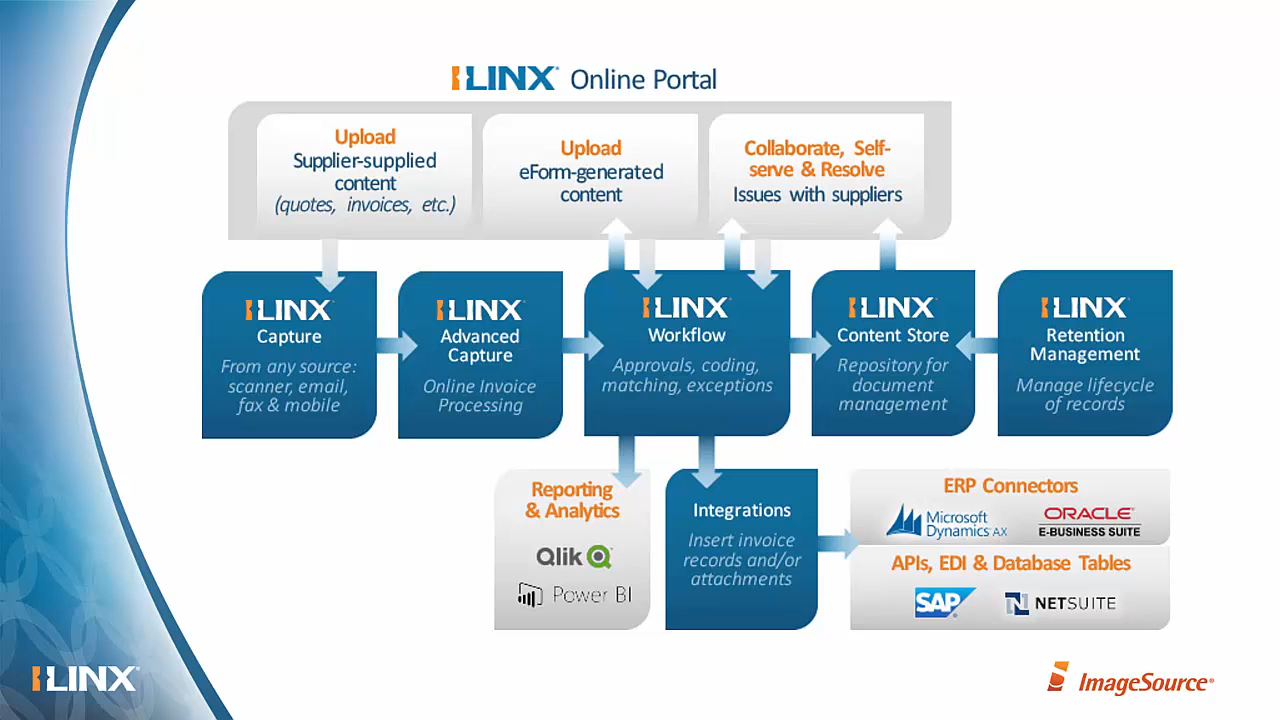 ILINX® Online Portal
Upload
Supplier-supplied
content
(quotes, invoices, etc.)
Upload
eForm-generated
content
Collaborate, Self-
serve & Resolve
Issues with suppliers
ILINX
Capture
From any source:
scanner, email,
fax & mobile
ILINX
Advanced
Capture
Online Invoice
Processing
ILINX
Workflow
Approvals, coding,
matching, exceptions
ILINX
Content Store
Repository for
document
management
ILINX
Retention
Management
Manage lifecycle
of records
Reporting
& Analytics
Qlik
Power BI
Integrations
Insert invoice
records and/or
attachments
ERP Connectors
Microsoft
Dynamics AX
ORACLE®
E-BUSINESS SUITE
APIs, EDI & Database Tables
SAP
NETSUITE
ILINX
ImageSource®